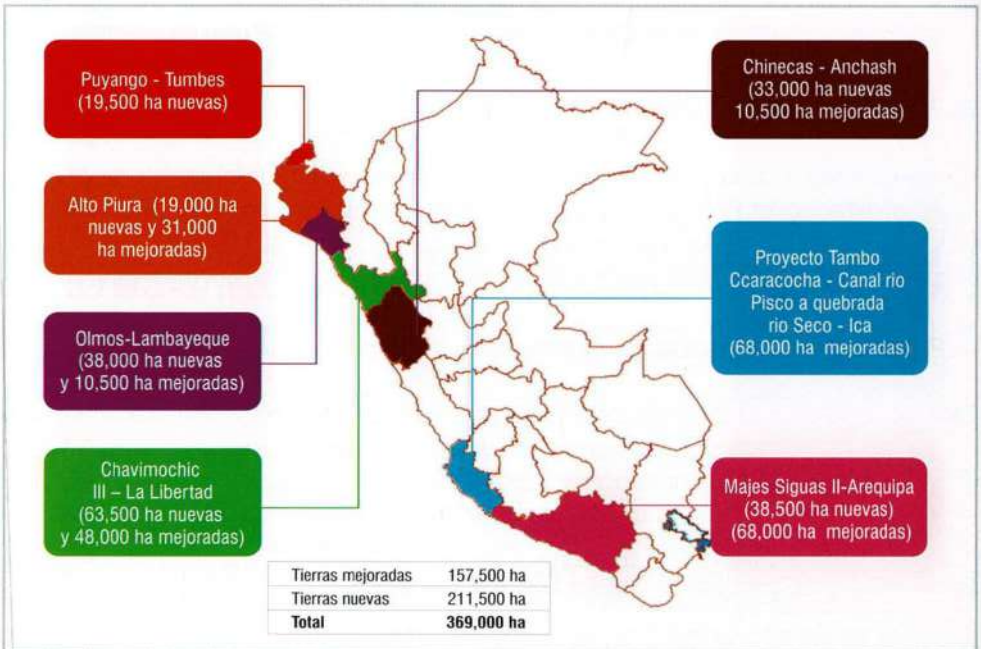 Puyango - Tumbes
(19,500 ha nuevas)
Alto Piura (19,000 ha
nuevas y 31,000
ha mejoradas)
Olmos-Lambayeque
(38,000 ha nuevas
y 10,500 ha mejoradas)
Chavimochic
III – La Libertad
(63,500 ha nuevas
y 48,000 ha mejoradas)
Chinecas - Anchash
(33,000 ha nuevas
10,500 ha mejoradas)
Proyecto Tambo
Ccaracocha - Canal río
Pisco a quebrada
río Seco - Ica
(68,000 ha mejoradas)
Majes Siguas II-Arequipa
(38,500 ha nuevas)
(68,000 ha mejoradas)
Tierras mejoradas 157,500 ha
Tierras nuevas 211,500 ha
Total 369,000 ha